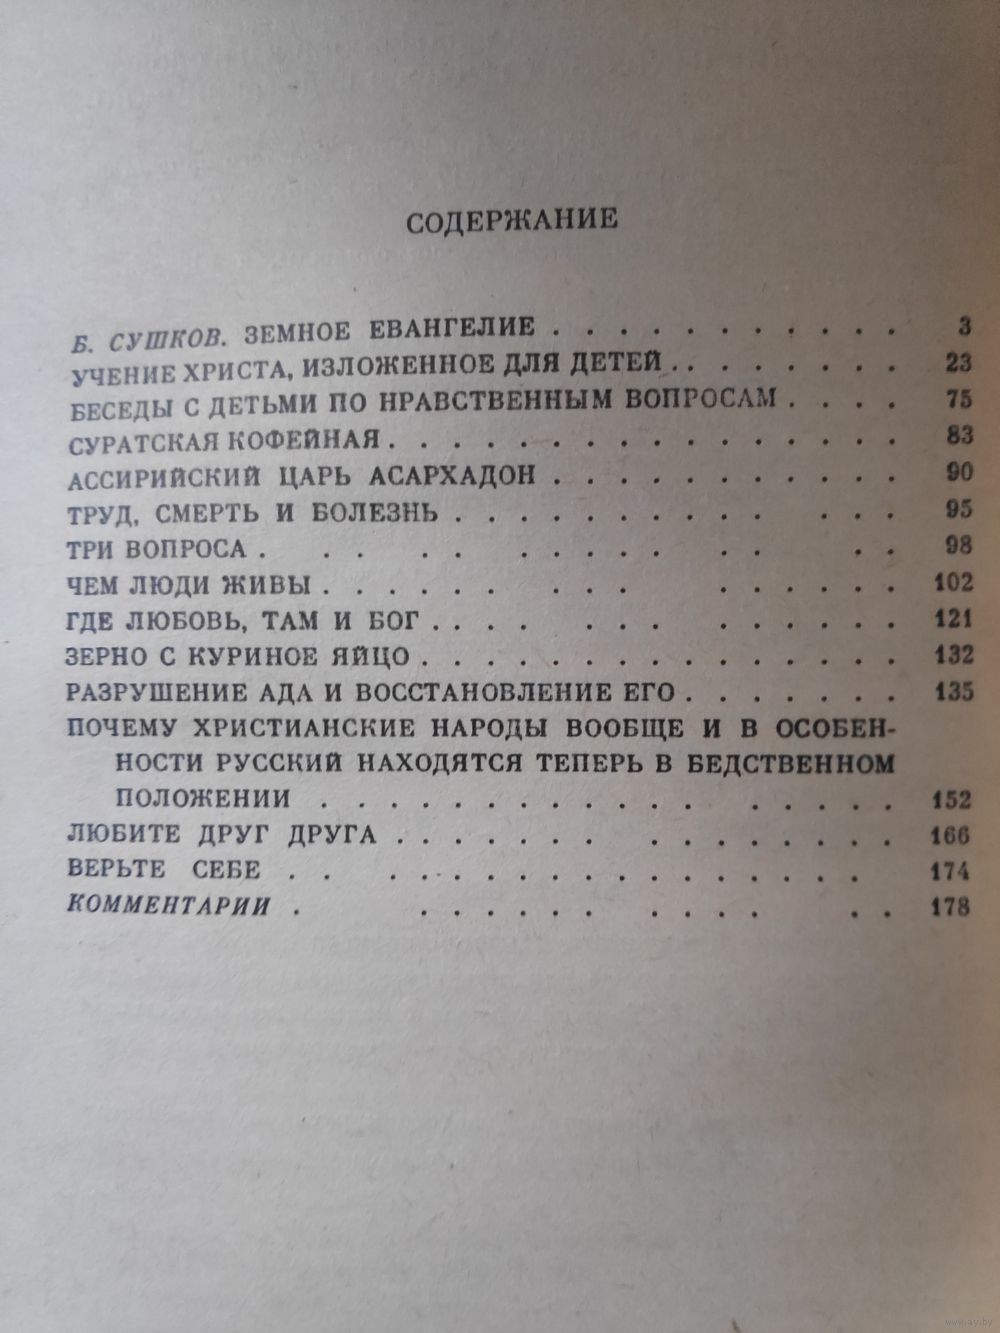 СОДЕРЖАНИЕ
Б. СУШКОВ. ЗЕМНОЕ ЕВАНГЕЛИЕ . . . . . . . . . . . 3
УЧЕНИЕ ХРИСТА, ИЗЛОЖЕННОЕ ДЛЯ ДЕТЕЙ . . . . . . . . 23
БЕСЕДЫ С ДЕТЬМИ ПО НРАВСТВЕННЫМ ВОПРОСАМ . . . . 75
СУРАТСКАЯ КОФЕЙНАЯ . . . . . . . . . . . . . . . . 83
АССИРИЙСКИЙ ЦАРЬ АСАРХАДОН . . . . . . . . . . . 90
ТРУД, СМЕРТЬ И БОЛЕЗНЬ . . . . . . . . . . . . . 95
ТРИ ВОПРОСА . . . . . . . . . . . . . . . 98
ЧЕМ ЛЮДИ ЖИВЫ . . . . . . . . . . . . . . . 102
ГДЕ ЛЮБОВЬ, ТАМ И БОГ . . . . . . . . . . . . . 121
ЗЕРНО С КУРИНОЕ ЯЙЦО . . . . . . . . . . . . . . . 132
РАЗРУШЕНИЕ АДА И ВОССТАНОВЛЕНИЕ ЕГО . . . . . . . 135
ПОЧЕМУ ХРИСТИАНСКИЕ НАРОДЫ ВООБЩЕ И В ОСОБЕН-
НОСТИ РУССКИЙ НАХОДЯТСЯ ТЕПЕРЬ В БЕДСТВЕННОМ
ПОЛОЖЕНИИ . . . . . . . . . . . . . . . . . 152
ЛЮБИТЕ ДРУГ ДРУГА . . . . . . . . . . . . . . . 166
ВЕРЬТЕ СЕБЕ . . . . . . . . . . . . . . . . . 174
КОММЕНТАРИИ . . . . . . . . . . . . . 178
www.ay.by